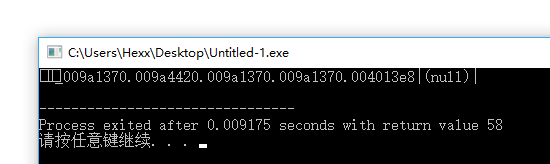 C:\Users\Hexx\Desktop\Untitled-1.exe
_009a1370.009a4420.009a1370.009a1370.004013e8|(null)|
--------------------------------
Process exited after 0.009175 seconds with return value 58
请按任意键继续. . .